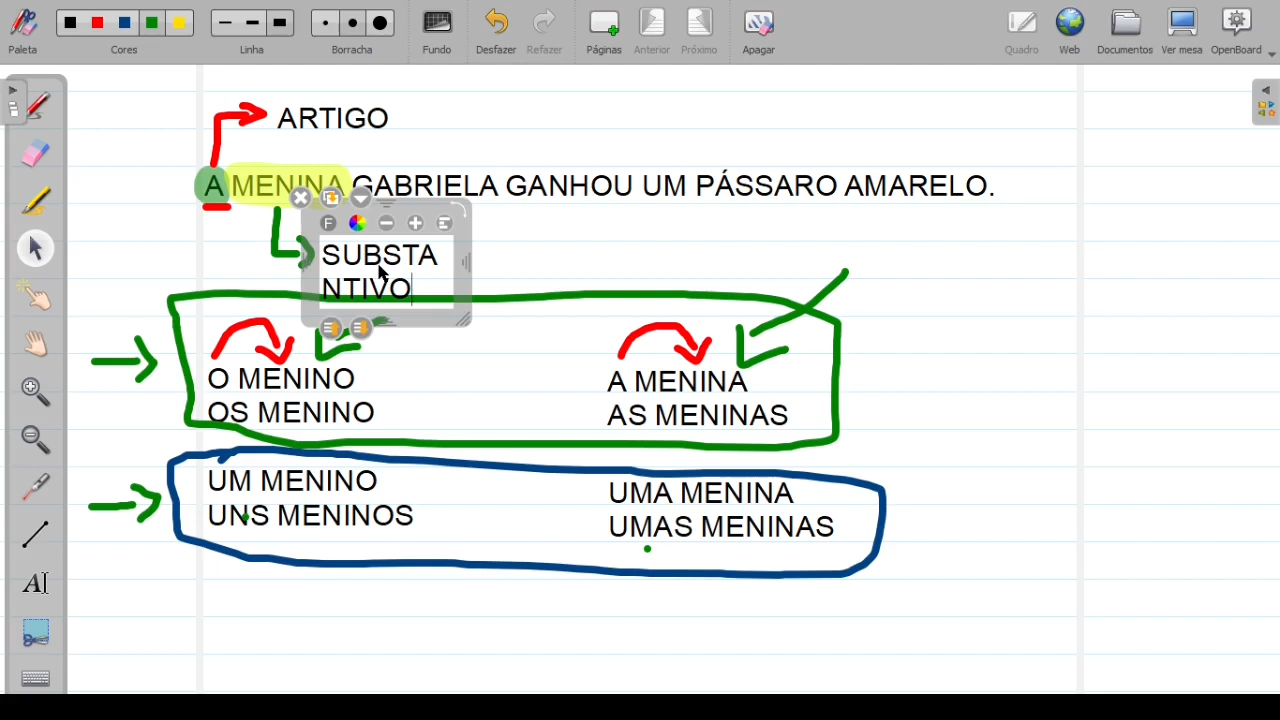 Paleta
Cores
Linha
Borracha
Fundo
Desfazer
Refazer
Páginas
Anterior
Próximo
Apagar
Quadro
Web
Documentos
Ver mesa
OpenBoard
ARTIGO
A MENINA GABRIELA GANHOU UM PÁSSARO AMARELO.
F
SUBSTA
NTIVO
O MENINO
OS MENINO
A MENINA
AS MENINAS
UM MENINO
UNS MENINOS
UMA MENINA
UMAS MENINAS
A